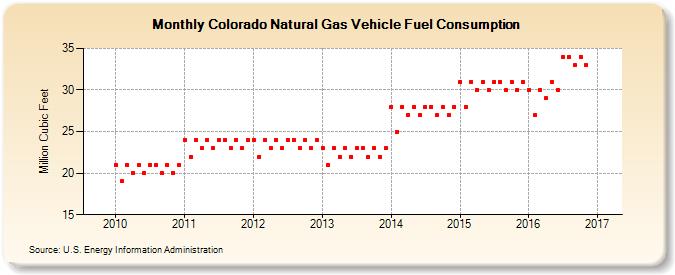 Monthly Colorado Natural Gas Vehicle Fuel Consumption
Million Cubic Feet
35
30
25
20
15
2010 2011 2012 2013 2014 2015 2016 2017
Source: U.S. Energy Information Administration